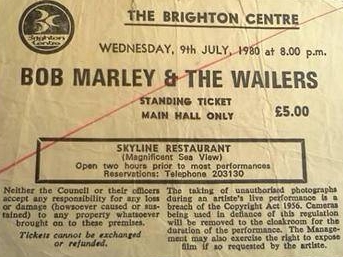 THE BRIGHTON CENTRE
Brighton
Centre
WEDNESDAY, 9th JULY, 1980 at 8.00 p.m.
BOB MARLEY & THE WAILERS
STANDING TICKET
MAIN HALL ONLY
£5.00
SKYLINE RESTAURANT
(Magnificent Sea View)
Open two hours prior to most performances
Reservations: Telephone 203130
Neither the Council or their officers
accept any responsibility for any loss
or damage (howsoever caused or sus-
tained) to any property whatsoever
brought on to these premises.
Tickets cannot be exchanged
or refunded.
The taking of unauthorised photographs
during an artistes' live performance is a
breach of the Copyright Act 1956. Cameras
being used in defiance of this regulation
will be removed to the cloakroom for the
duration of the performance. The Manage-
ment may also exercise the right to expose
film if so requested by the artiste.